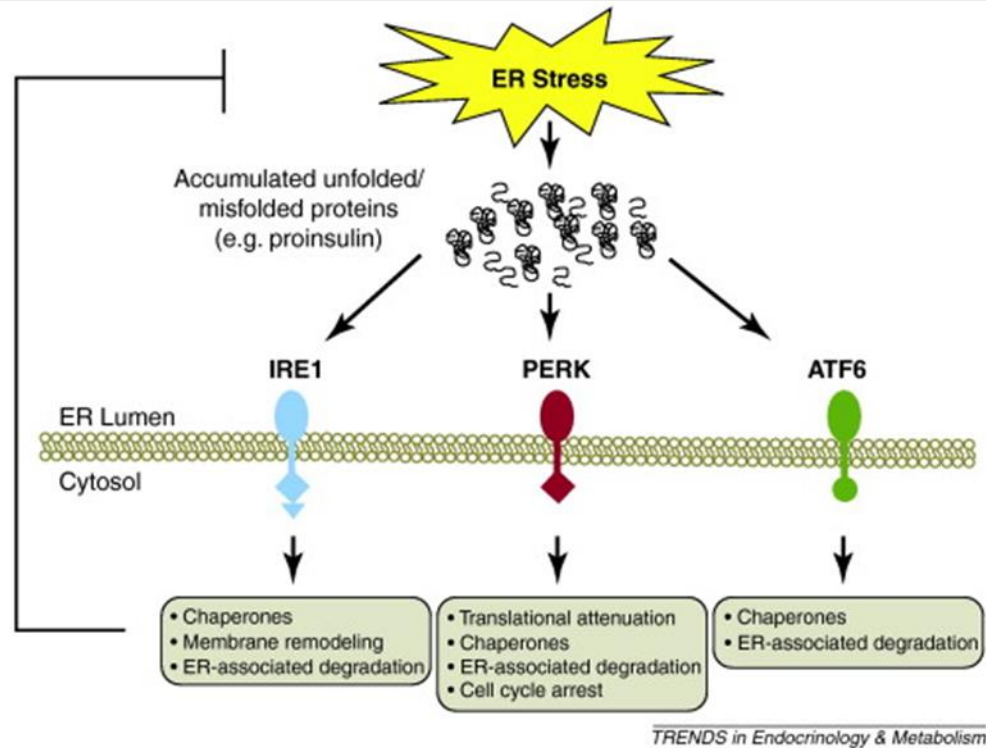 ER Stress
Accumulated unfolded/
misfolded proteins
(e.g. proinsulin)
IRE1
PERK
ATF6
ER Lumen
Cytosol
• Chaperones
• Membrane remodeling
• ER-associated degradation
• Translational attenuation
• Chaperones
• ER-associated degradation
• Cell cycle arrest
• Chaperones
• ER-associated degradation
TRENDS in Endocrinology & Metabolism